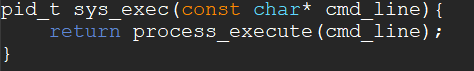 pid_t sys_exec(const char* cmd_line){
    return process_execute(cmd_line);
}